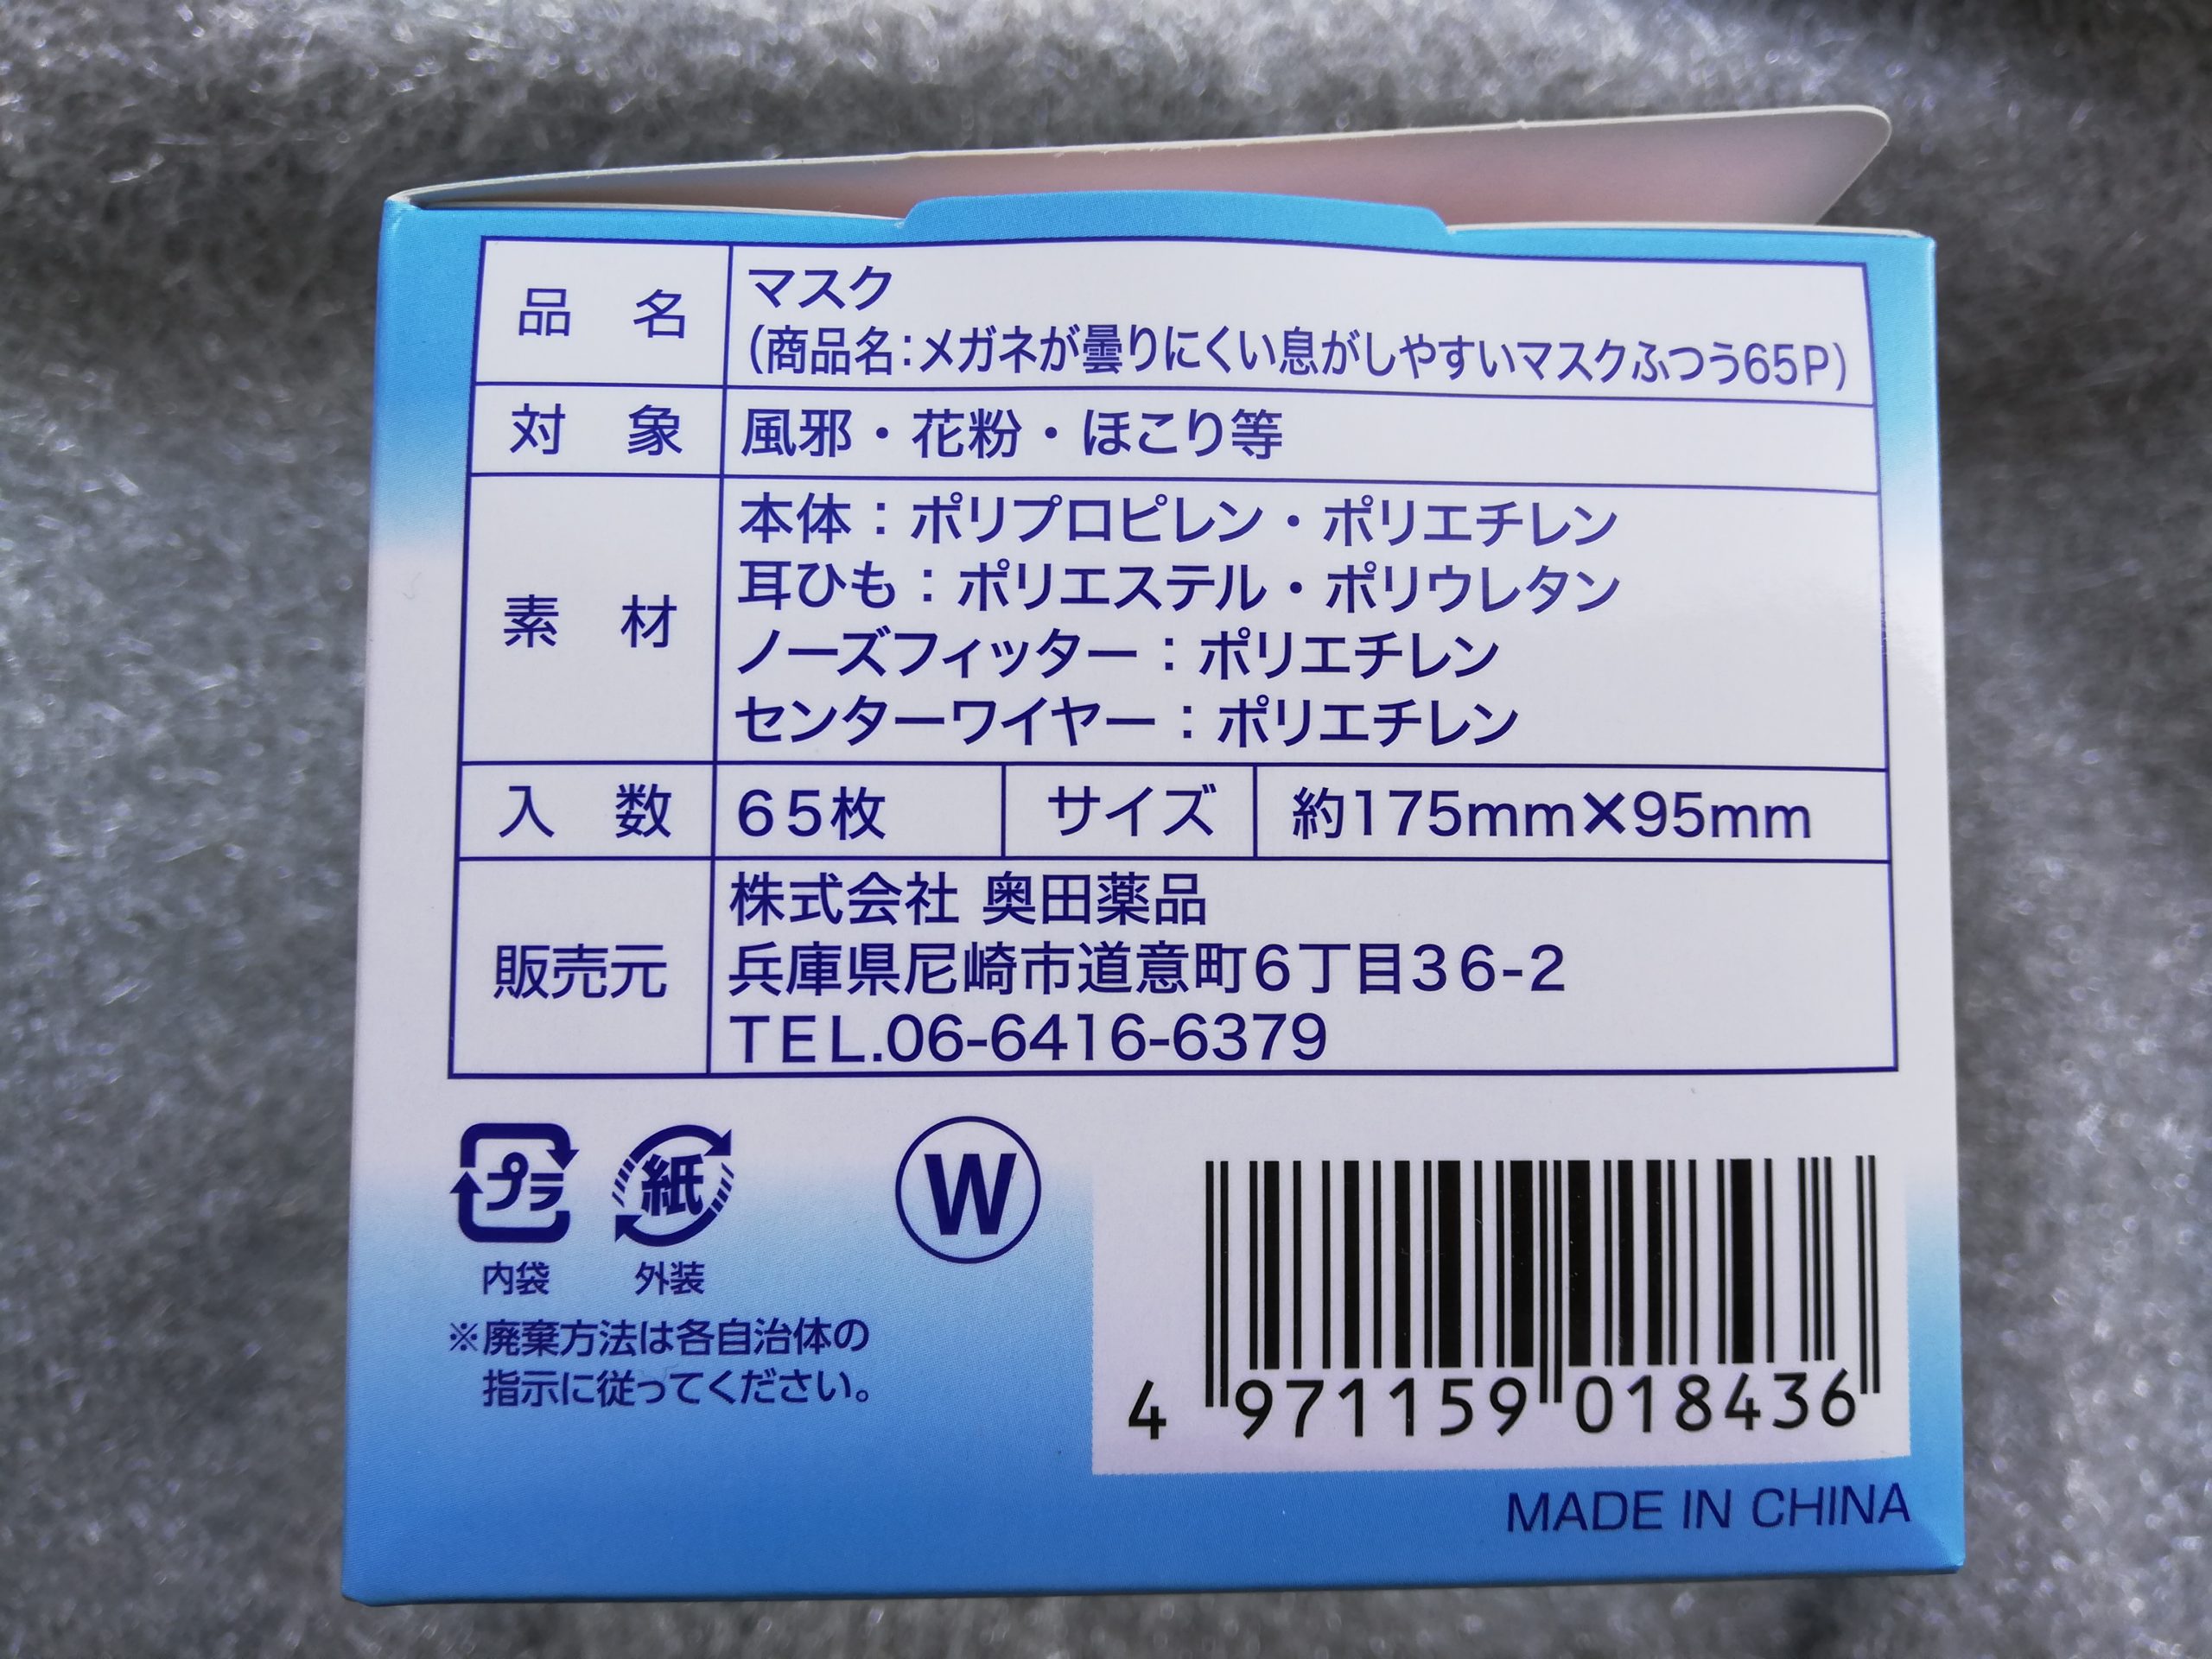 品 名
マスク
(商品名:メガネが曇りにくい息がしやすいマスクふつう65P)
対 象
風邪・花粉・ほこり等
素 材
本体：ポリプロピレン・ポリエチレン
耳ひも：ポリエステル・ポリウレタン
ノーズフィッター：ポリエチレン
センターワイヤー：ポリエチレン
入 数
65枚
サイズ
約175mm×95mm
販売元
株式会社 奥田薬品
兵庫県尼崎市道意町6丁目36-2
TEL.06-6416-6379
プラ
紙
W
内袋
外装
※廃棄方法は各自治体の
指示に従ってください。
4 971159 018436
MADE IN CHINA